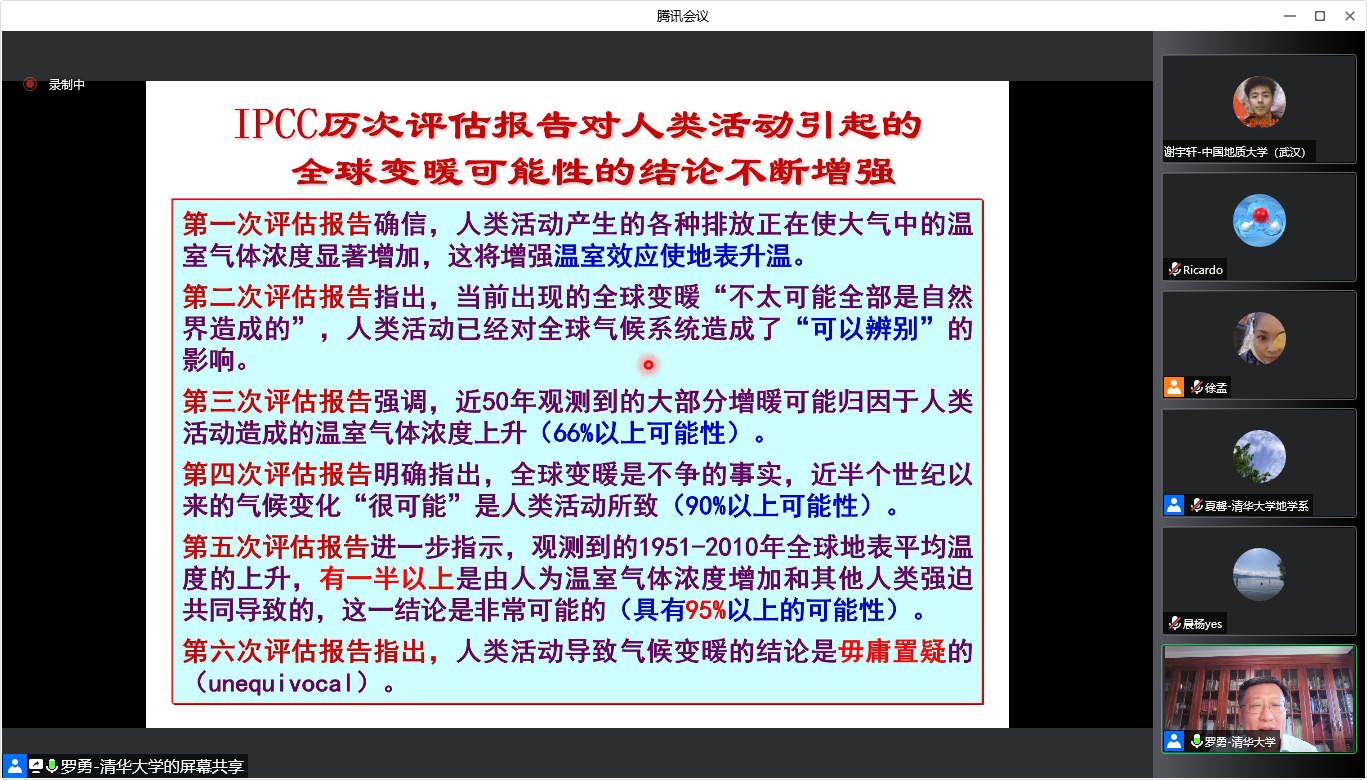 腾讯会议
录制中
IPCC历次评估报告对人类活动引起的
全球变暖可能性的结论不断增强
第一次评估报告确信，人类活动产生的各种排放正在使大气中的温
室气体浓度显著增加，这将增强温室效应使地表升温。
第二次评估报告指出，当前出现的全球变暖“不太可能全部是自然
界造成的”，人类活动已经对全球气候系统造成了“可以辨别”的
影响。
第三次评估报告强调，近50年观测到的大部分增暖可能归因于人类
活动造成的温室气体浓度上升（66%以上可能性）。
第四次评估报告明确指出，全球变暖是不争的事实，近半个世纪以
来的气候变化“很可能”是人类活动所致（90%以上可能性）。
第五次评估报告进一步指示，观测到的1951-2010年全球地表平均温
度的上升，有一半以上是由人为温室气体浓度增加和其他人类强迫
共同导致的，这一结论是非常可能的（具有95%以上的可能性）。
第六次评估报告指出，人类活动导致气候变暖的结论是毋庸置疑的
（unequivocal）。
谢宇轩-中国地质大学（武汉）
Ricardo
徐孟
夏馨-清华大学地学系
展杨yes
罗勇-清华大学
罗勇-清华大学的屏幕共享